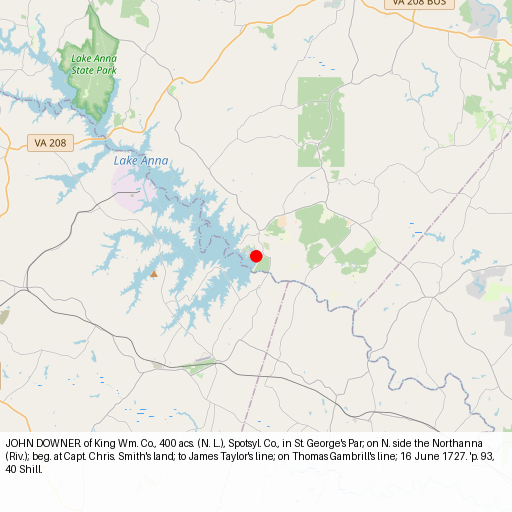 VA 208 BUS
Lake Anna
State Park
VA 208
Lake Anna
JOHN DOWNER of King Wm. Co., 400 acs. (N. L.), Spotsyl. Co., in St. George's Par; on N. side the Northanna
(Riv.); beg. at Capt. Chris. Smith's land; to James Taylor's line; on Thomas Gambrill's line; 16 June 1727. 'p. 93,
40 Shill.